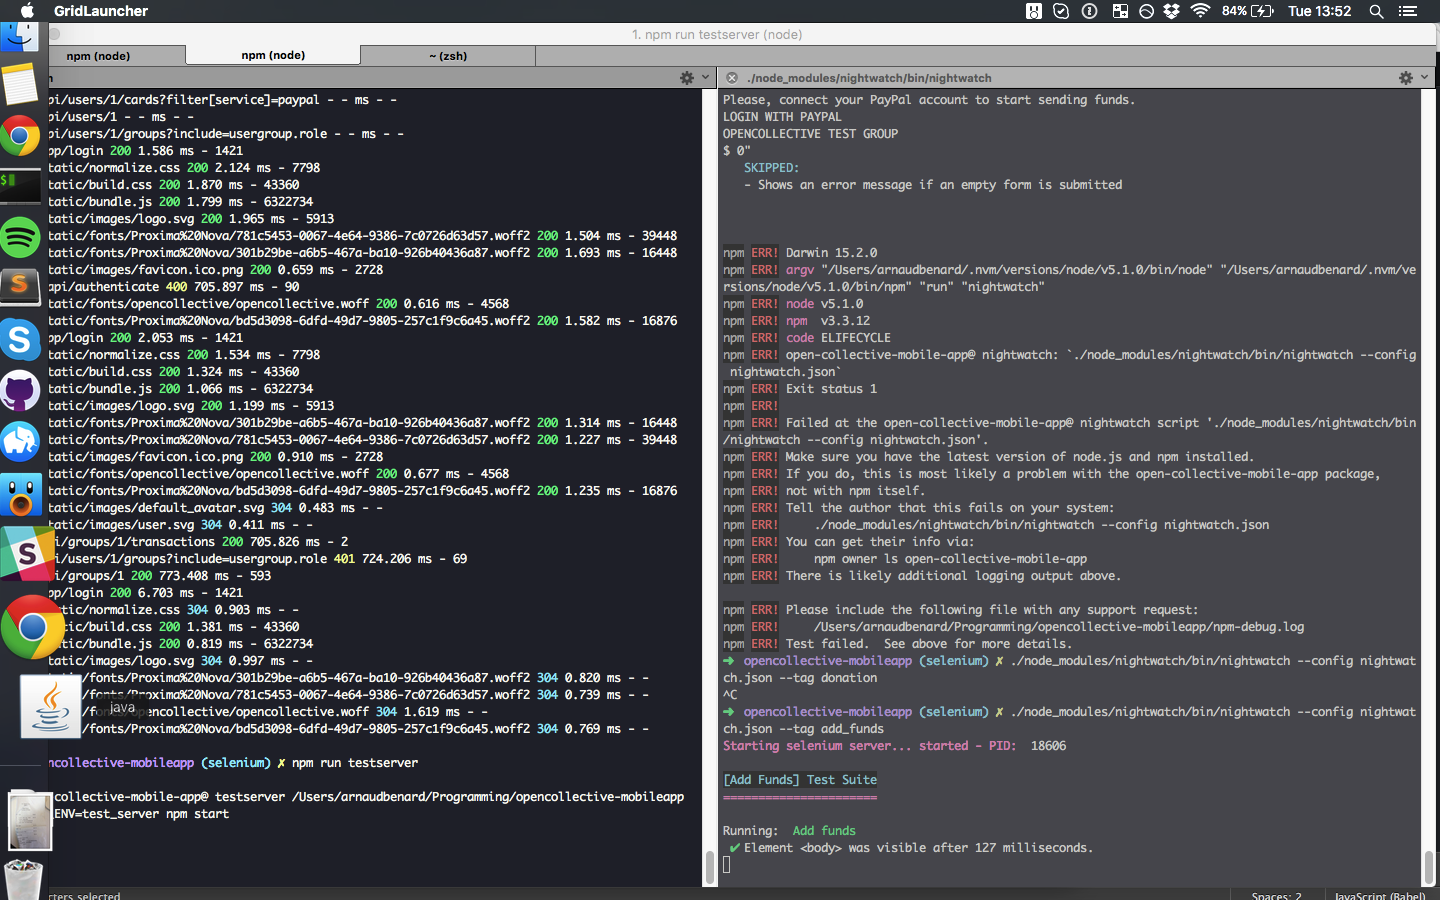 GridLauncher
84%
Tue 13:52
1. npm run testserver (node)
npm (node)
npm (node)
~ (zsh)
n
pi/users/1/cards?filter[service]=paypal - - ms - -
pi/users/1 - - ms - -
pi/users/1/groups?include=usergroup.role - - ms - -
pp/login 200 1.586 ms - 1421
tatic/normalize.css 200 2.124 ms - 7798
tatic/build.css 200 1.870 ms - 43360
tatic/bundle.js 200 1.799 ms - 6322734
tatic/images/logo.svg 200 1.965 ms - 5913
tatic/fonts/Proxima%20Nova/781c5453-0067-4e64-9386-7c0726d63d57.woff2 200 1.504 ms - 39448
tatic/fonts/Proxima%20Nova/301b29be-a6b5-467a-ba10-926b40436a87.woff2 200 1.693 ms - 16448
tatic/images/favicon.ico.png 200 0.659 ms - 2728
api/authenticate 400 705.897 ms - 90
tatic/fonts/opencollective/opencollective.woff 200 0.616 ms - 4568
tatic/fonts/Proxima%20Nova/bd5d3098-6dfd-49d7-9805-257c1f9c6a45.woff2 200 1.582 ms - 16876
pp/login 200 2.053 ms - 1421
tatic/normalize.css 200 1.534 ms - 7798
tatic/build.css 200 1.324 ms - 43360
tatic/bundle.js 200 1.066 ms - 6322734
tatic/images/logo.svg 200 1.199 ms - 5913
tatic/fonts/Proxima%20Nova/301b29be-a6b5-467a-ba10-926b40436a87.woff2 200 1.314 ms - 16448
tatic/fonts/Proxima%20Nova/781c5453-0067-4e64-9386-7c0726d63d57.woff2 200 1.227 ms - 39448
tatic/images/favicon.ico.png 200 0.910 ms - 2728
tatic/fonts/opencollective/opencollective.woff 200 0.677 ms - 4568
tatic/fonts/Proxima%20Nova/bd5d3098-6dfd-49d7-9805-257c1f9c6a45.woff2 200 1.235 ms - 16876
tatic/images/default_avatar.svg 304 0.483 ms - -
tatic/images/user.svg 304 0.411 ms - -
i/groups/1/transactions 200 705.826 ms - 2
i/users/1/groups?include=usergroup.role 401 724.206 ms - 69
i/groups/1 200 773.408 ms - 593
pp/login 200 6.703 ms - 1421
tic/normalize.css 304 0.903 ms - -
tic/build.css 200 1.381 ms - 43360
tic/bundle.js 200 0.819 ms - 6322734
tic/images/logo.svg 304 0.997 ms - -
/fonts/Proxima%20Nova/301b29be-a6b5-467a-ba10-926b40436a87.woff2 304 0.820 ms - -
/fonts/Proxima%20Nova/781c5453-0067-4e64-9386-7c0726d63d57.woff2 304 0.739 ms - -
java
/fonts/opencollective/opencollective.woff 304 1.619 ms - -
/fonts/Proxima%20Nova/bd5d3098-6dfd-49d7-9805-257c1f9c6a45.woff2 304 0.769 ms - -
ncollective-mobileapp (selenium) ✗ npm run testserver
collective-mobile-app@ testserver /Users/arnaudbenard/Programming/opencollective-mobileapp
_ENV=test_server npm start
./node_modules/nightwatch/bin/nightwatch
Please, connect your PayPal account to start sending funds.
LOGIN WITH PAYPAL
OPENCOLLECTIVE TEST GROUP
$ 0"
SKIPPED:
- Shows an error message if an empty form is submitted
npm ERR! Darwin 15.2.0
npm ERR! argv "/Users/arnaudbenard/.nvm/versions/node/v5.1.0/bin/node" "/Users/arnaudbenard/.nvm/ve
rsions/node/v5.1.0/bin/npm" "run" "nightwatch"
npm ERR! node v5.1.0
npm ERR! npm  v3.3.12
npm ERR! code ELIFECYCLE
npm ERR! open-collective-mobile-app@ nightwatch: `./node_modules/nightwatch/bin/nightwatch --config
nightwatch.json`
npm ERR! Exit status 1
npm ERR!
npm ERR! Failed at the open-collective-mobile-app@ nightwatch script './node_modules/nightwatch/bin
/nightwatch --config nightwatch.json'.
npm ERR! Make sure you have the latest version of node.js and npm installed.
npm ERR! If you do, this is most likely a problem with the open-collective-mobile-app package,
npm ERR! not with npm itself.
npm ERR! Tell the author that this fails on your system:
npm ERR!     ./node_modules/nightwatch/bin/nightwatch --config nightwatch.json
npm ERR! You can get their info via:
npm ERR!     npm owner ls open-collective-mobile-app
npm ERR! There is likely additional logging output above.
npm ERR! Please include the following file with any support request:
npm ERR!     /Users/arnaudbenard/Programming/opencollective-mobileapp/npm-debug.log
npm ERR! Test failed.  See above for more details.
➜ opencollective-mobileapp (selenium) ✗ ./node_modules/nightwatch/bin/nightwatch --config nightwat
ch.json --tag donation
^C
➜ opencollective-mobileapp (selenium) ✗ ./node_modules/nightwatch/bin/nightwatch --config nightwat
ch.json --tag add_funds
Starting selenium server... started - PID:  18606
[Add Funds] Test Suite
======================
Running:  Add funds
✔ Element <body> was visible after 127 milliseconds.
cters selected
Spaces: 2
JavaScript (Babel)